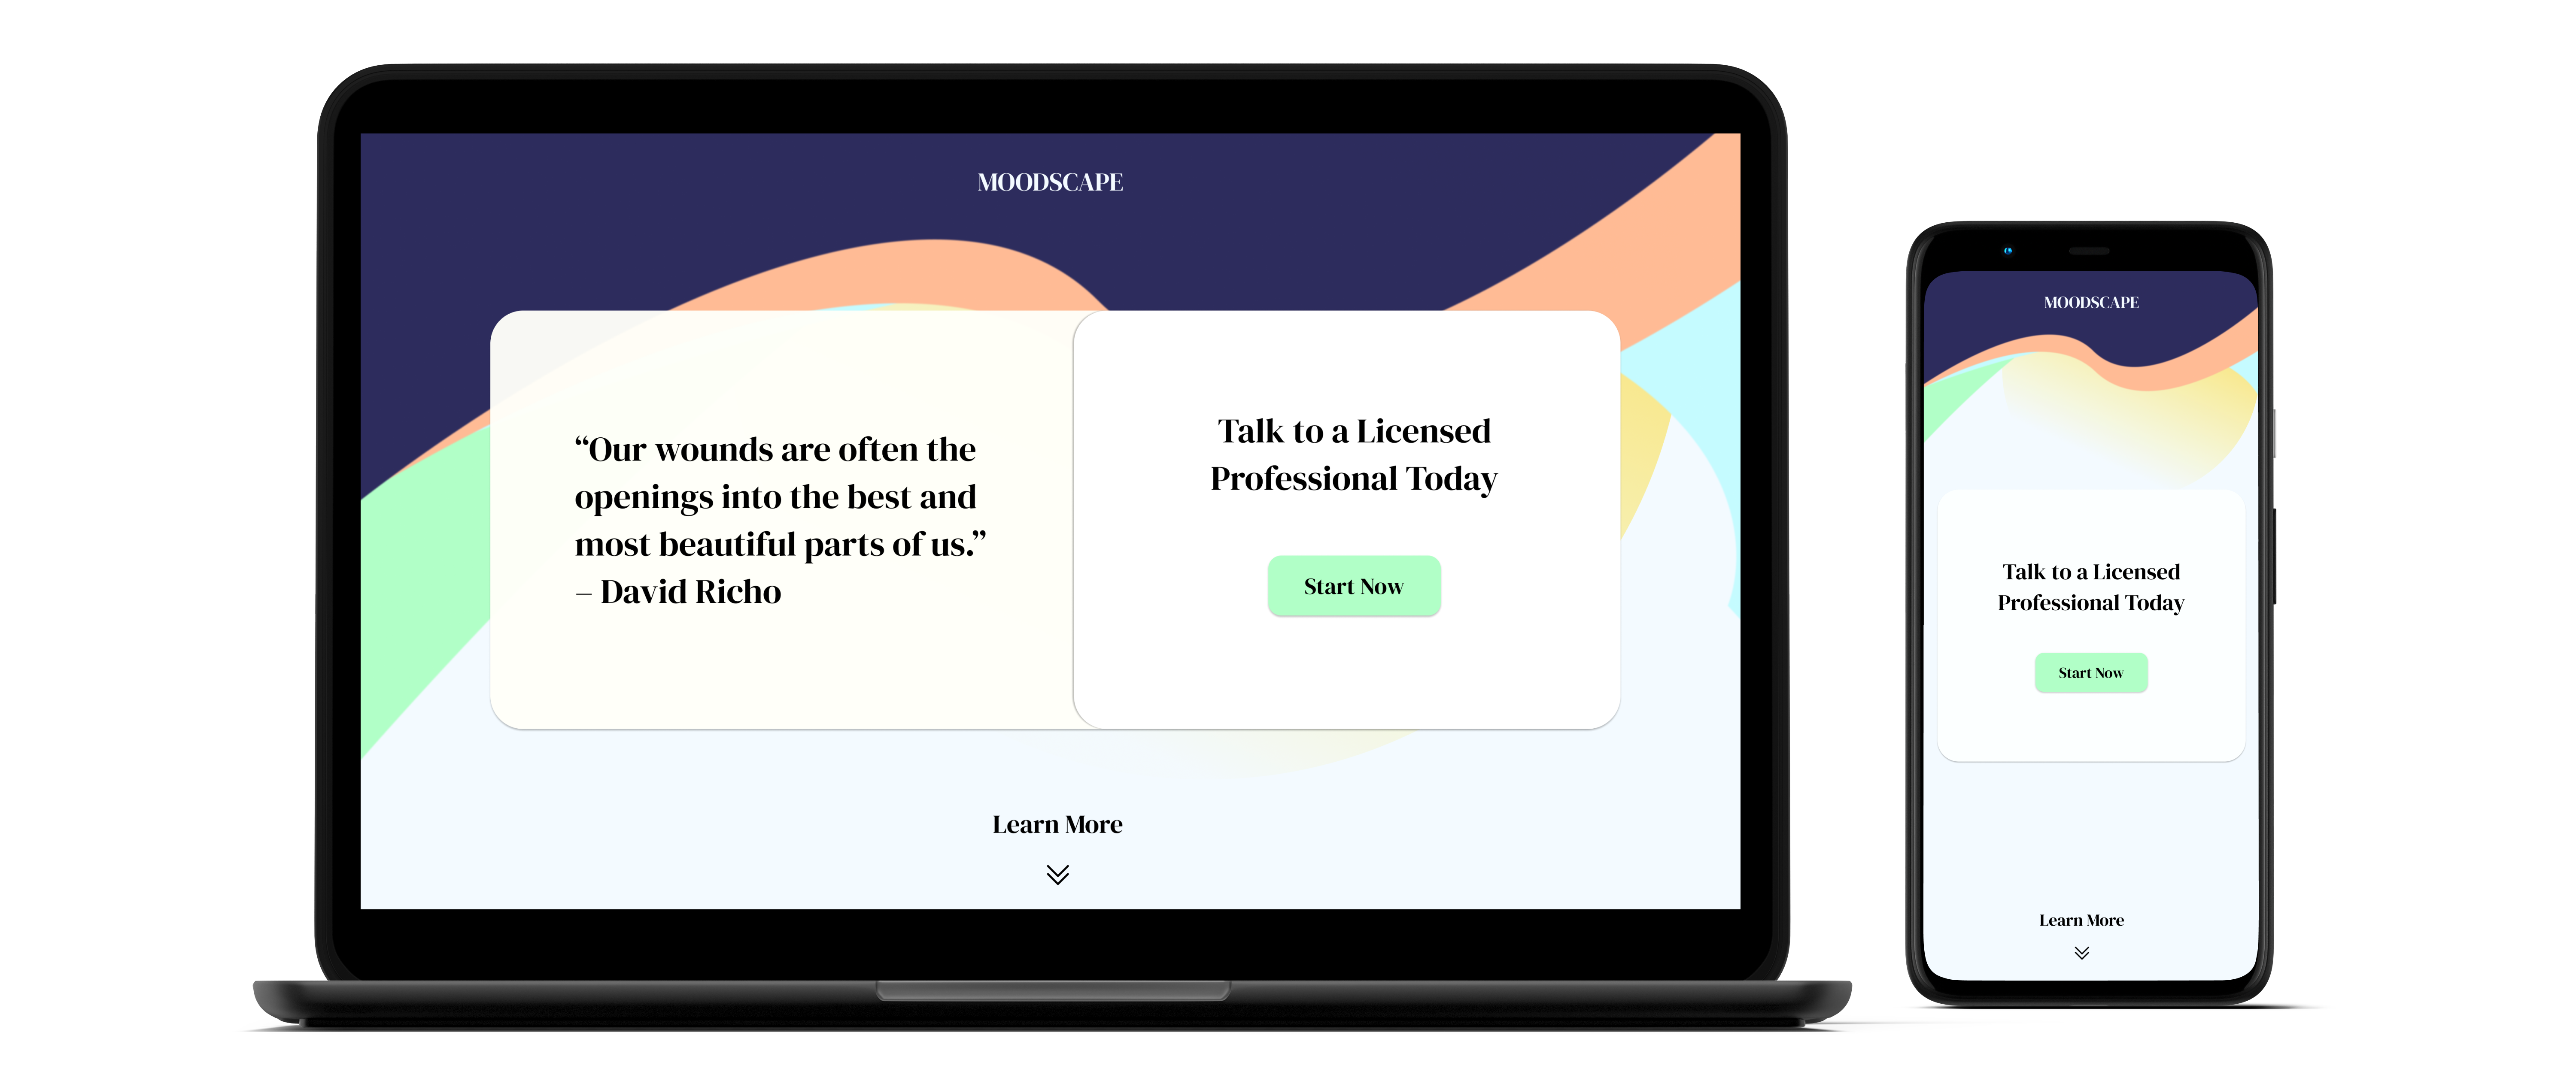 MOODSCAPE
“Our wounds are often the
openings into the best and
most beautiful parts of us.”
– David Richo
Talk to a Licensed
Professional Today
Start Now
Learn More
MOODSCAPE
Talk to a Licensed
Professional Today
Start Now
Learn More